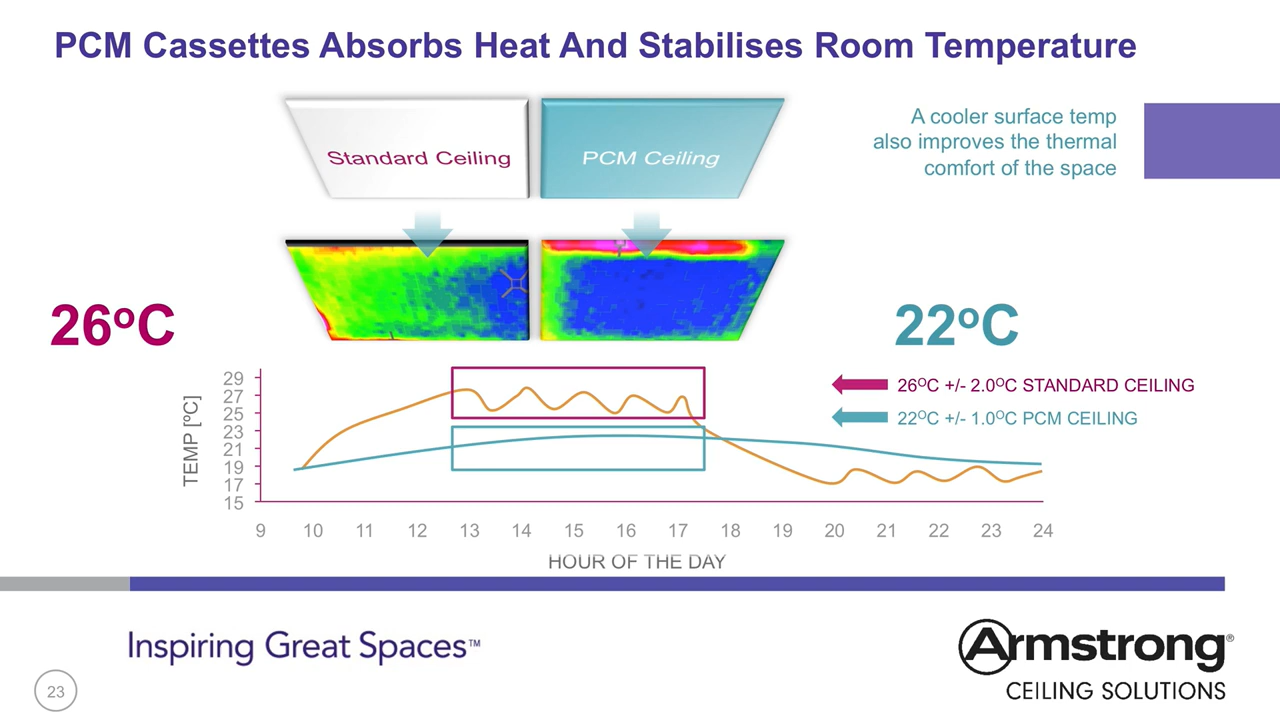 PCM Cassettes Absorbs Heat And Stabilises Room Temperature
Standard Ceiling
PCM Ceiling
A cooler surface temp
also improves the thermal
comfort of the space
26ºC
22ºC
26ºC +/- 2.0ºC STANDARD CEILING
22ºC +/- 1.0ºC PCM CEILING
TEMP [ºC]
29
27
25
23
21
19
17
15
9 10 11 12 13 14 15 16 17 18 19 20 21 22 23 24
HOUR OF THE DAY
Inspiring Great Spaces™
Armstrong®
CEILING SOLUTIONS
23